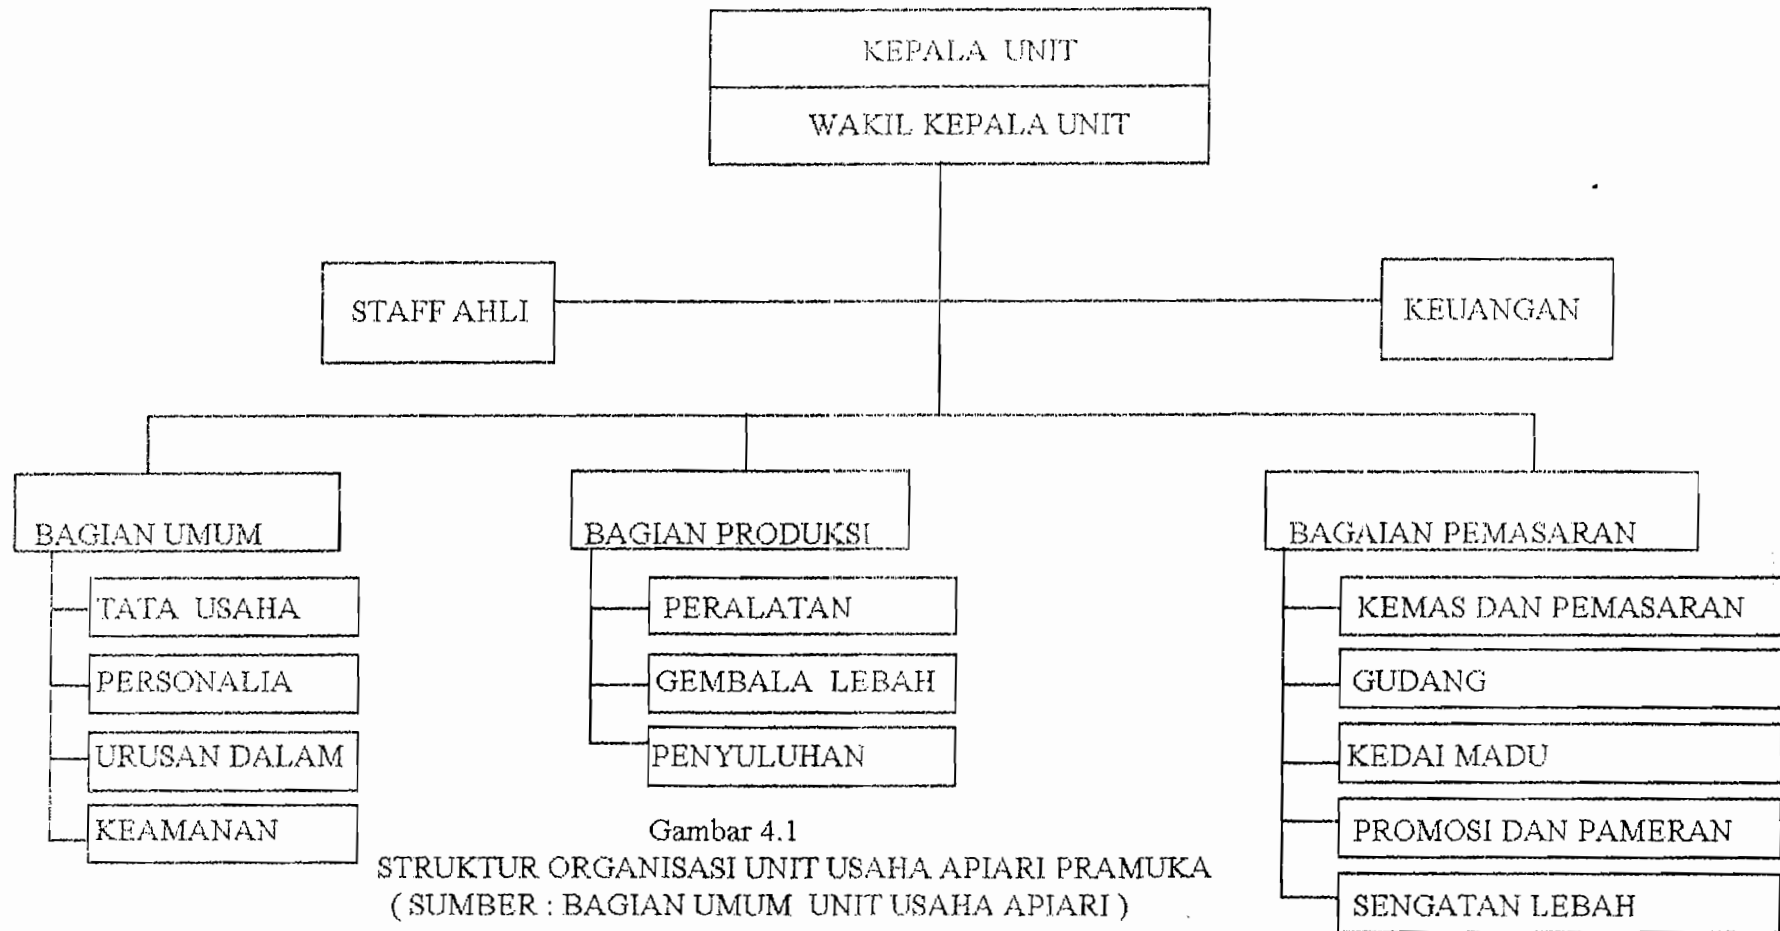 KEPALA UNIT
WAKIL KEPALA UNIT
STAFF AHLI
KEUANGAN
BAGIAN UMUM
TATA USAHA
PERSONALIA
URUSAN DALAM
KEAMANAN
BAGIAN PRODUKSI
PERALATAN
GEMBALA LEBAH
PENYULUHAN
BAGAIAN PEMASARAN
KEMAS DAN PEMASARAN
GUDANG
KEDAI MADU
PROMOSI DAN PAMERAN
SENGATAN LEBAH
Gambar 4.1
STRUKTUR ORGANISASI UNIT USAHA APIARI PRAMUKA
( SUMBER : BAGIAN UMUM UNIT USAHA APIARI )